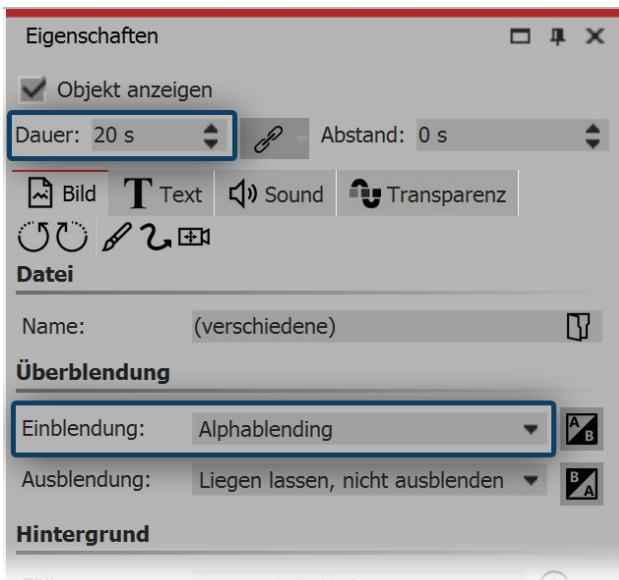 Eigenschaften
Objekt anzeigen
Dauer: 20 s Abstand: 0 s
Bild T Text Sound Transparenz
Datei
Name: (verschiedene)
Überblendung
Einblendung: Alphablending A B
Ausblendung: Liegen lassen, nicht ausblenden B A
Hintergrund